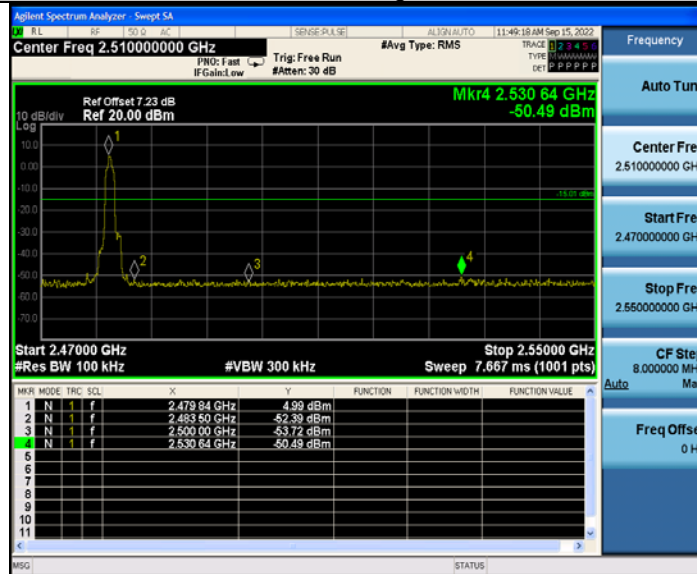 Agilent Spectrum Analyzer - Swept SA
RL RF 50 Ω AC SENSE:PULSE ALIGN AUTO 11:49:18 AM Sep 15, 2022
Center Freq 2.510000000 GHz #Avg Type: RMS TRACE 1 2 3 4 5 6
PNO: Fast Trig: Free Run TYPE
IFGain:Low #Atten: 30 dB DET P P P P P P
Mkr4 2.530 64 GHz
-50.49 dBm
Ref Offset 7.23 dB
10 dB/div Ref 20.00 dBm
Log
10.0
0.00
-10.0
-20.0
-30.0
-40.0
-50.0
-60.0
-70.0
1
2
3
4
-15.01 dBm
Start 2.47000 GHz Stop 2.55000 GHz
#Res BW 100 kHz #VBW 300 kHz Sweep 7.667 ms (1001 pts)
MKR MODE TRC SCL X Y FUNCTION FUNCTION WIDTH FUNCTION VALUE
1 N 1 f 2.479 84 GHz 4.99 dBm
2 N 1 f 2.483 50 GHz -52.39 dBm
3 N 1 f 2.500 00 GHz -53.72 dBm
4 N 1 f 2.530 64 GHz -50.49 dBm
5
6
7
8
9
10
11
MSG STATUS
Frequency
Auto Tun
Center Fre
2.510000000 GH
Start Fre
2.470000000 GH
Stop Fre
2.550000000 GH
CF Ste
8.000000 MH
Auto Ma
Freq Offse
0 H